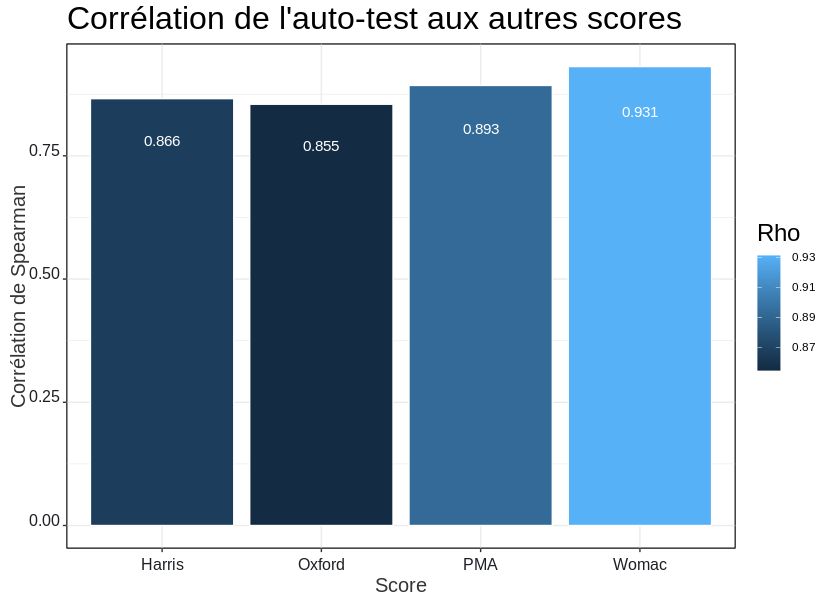 Corrélation de l'auto-test aux autres scores
Corrélation de Spearman
0.75
0.50
0.25
0.00
0.866
0.855
0.893
0.931
Harris
Oxford
PMA
Womac
Score
Rho
0.93
0.91
0.89
0.87